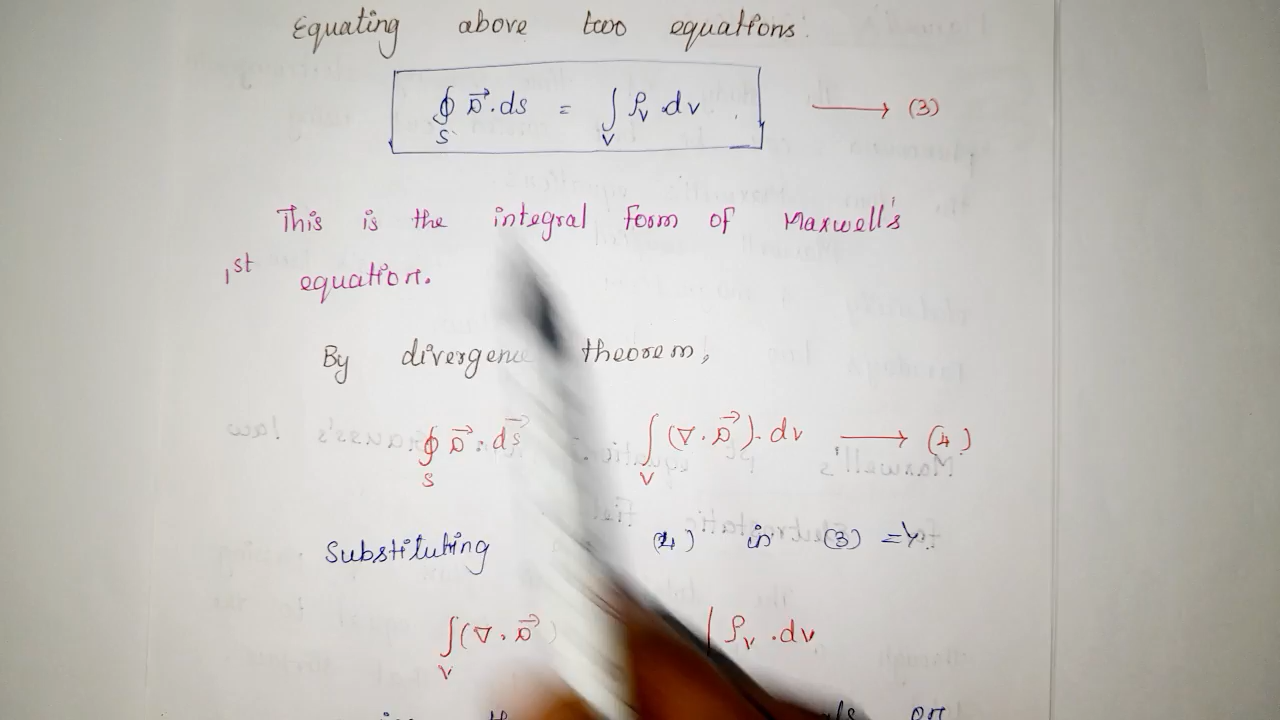 Equating above two equations:
∮S D⃗.ds = ∫V ρv.dv. ⟶ (3)
This is the integral form of Maxwell's
1st equation.
By divergence theorem,
∮S D⃗.ds⃗ ∫V (∇.D⃗).dv ⟶ (4)
Substituting (4) in (3) =>
∫V (∇.D⃗) ρv.dv
on